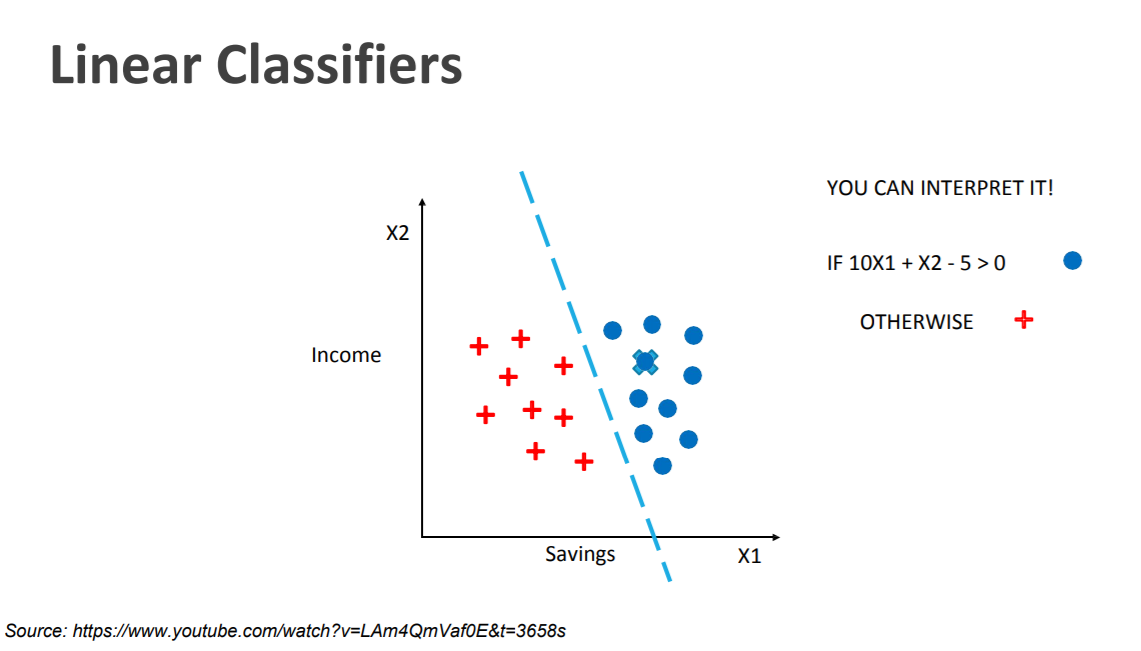 Linear Classifiers
YOU CAN INTERPRET IT!
X2
IF 10X1 + X2 - 5 > 0
OTHERWISE
Income
Savings
X1
Source: https://www.youtube.com/watch?v=LAm4QmVaf0E&t=3658s